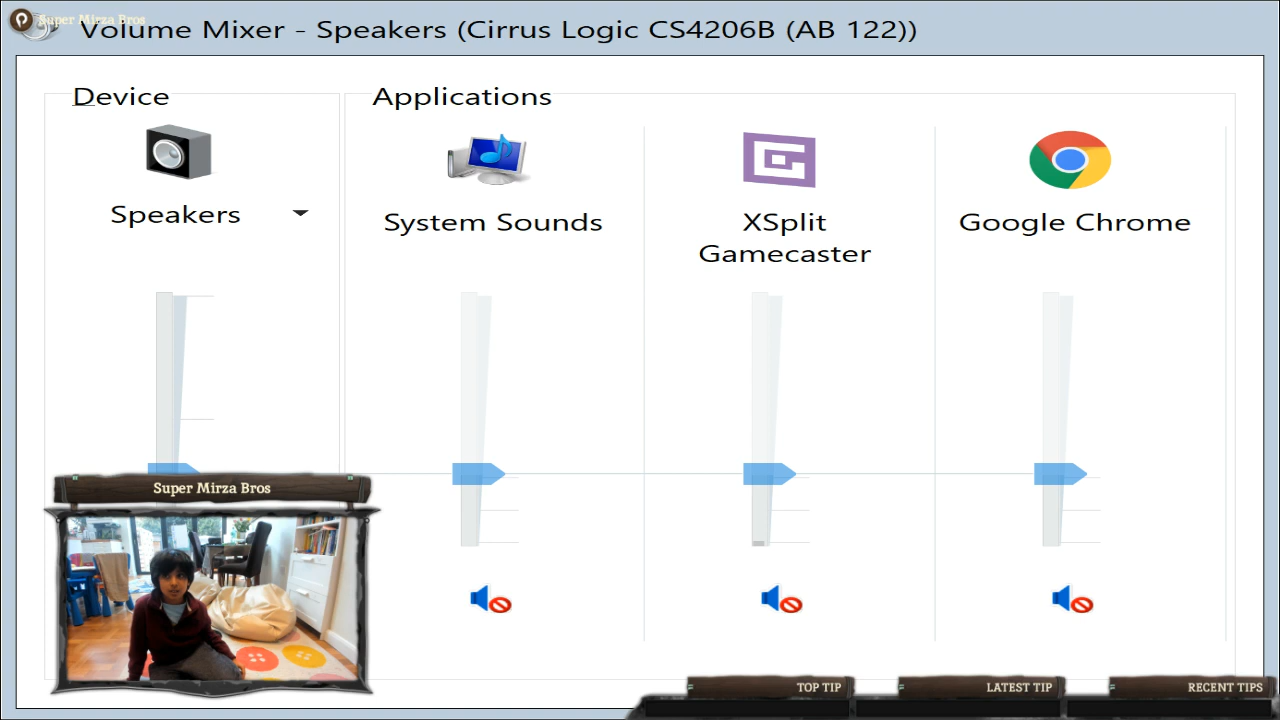 Super Mirza Bros
Volume Mixer - Speakers (Cirrus Logic CS4206B (AB 122))
Device
Applications
Speakers
System Sounds
XSplit
Gamecaster
Google Chrome
Super Mirza Bros
TOP TIP
LATEST TIP
RECENT TIPS